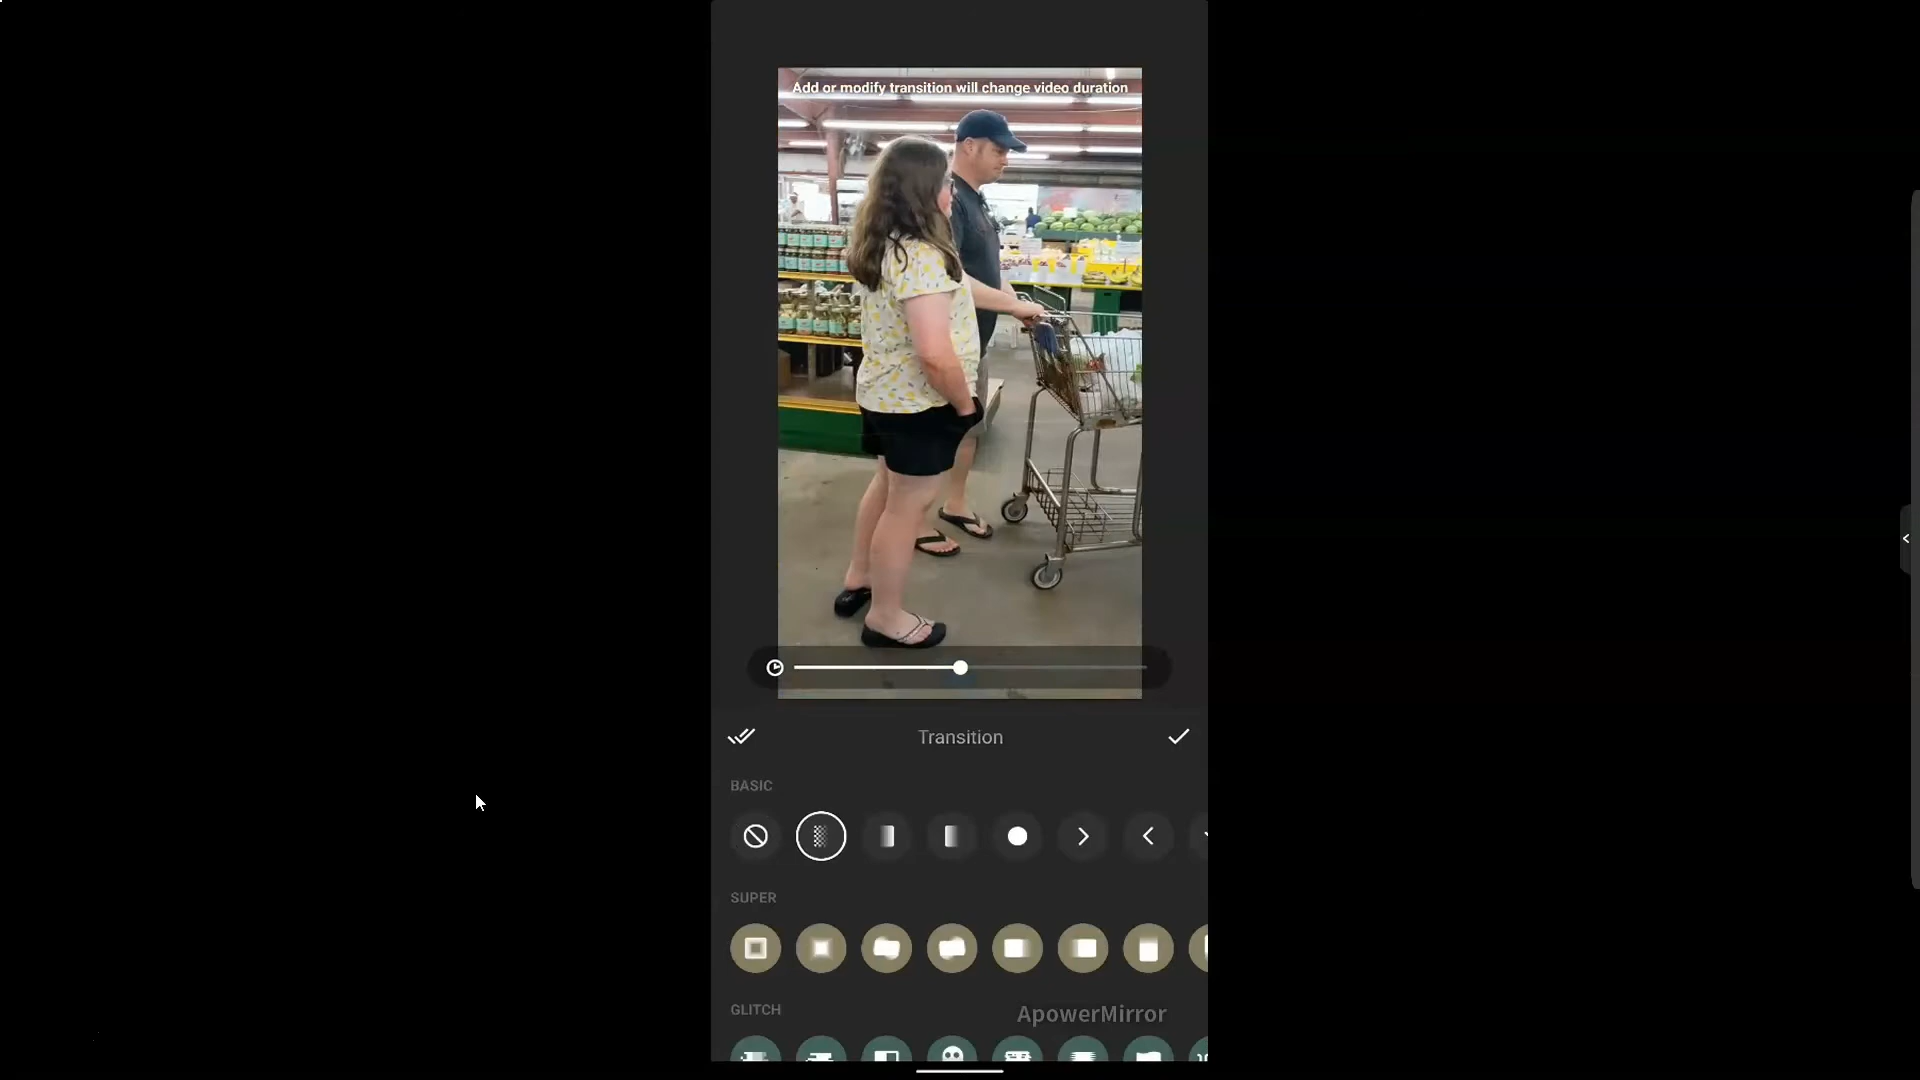 Add or modify transition will change video duration
Transition
BASIC
SUPER
GLITCH
ApowerMirror